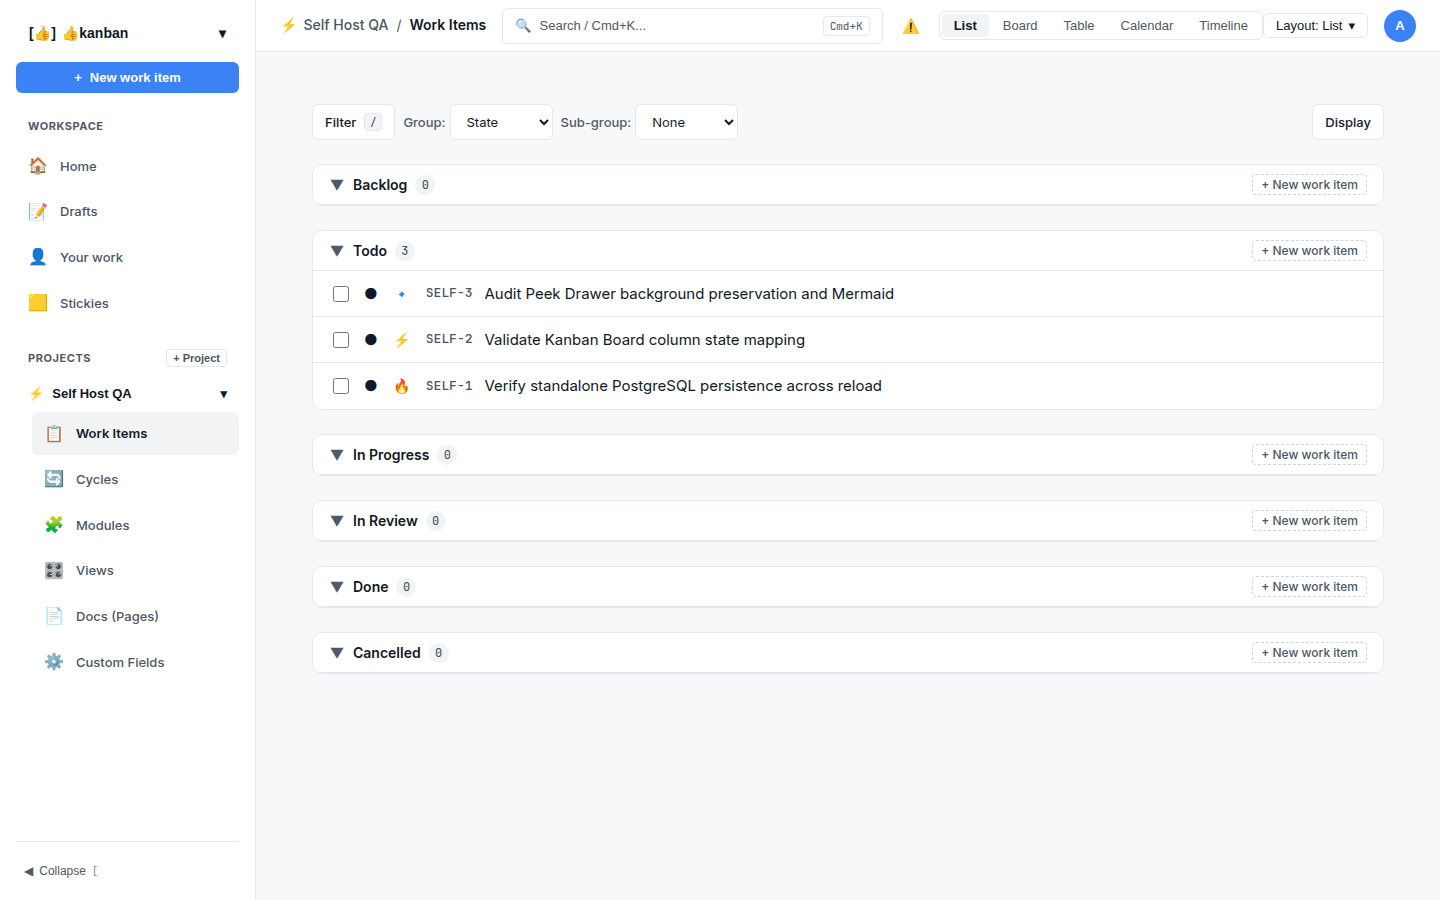 [👍] 👍kanban ▼
+ New work item
WORKSPACE
🏠 Home
📝 Drafts
👤 Your work
🟨 Stickies
PROJECTS + Project
⚡ Self Host QA ▼
📋 Work Items
🔄 Cycles
🧩 Modules
🎛️ Views
📄 Docs (Pages)
⚙️ Custom Fields
◀ Collapse [
⚡ Self Host QA / Work Items
🔍 Search / Cmd+K... Cmd+K
⚠️
List Board Table Calendar Timeline
Layout: List ▼
A
Filter / Group: State Sub-group: None Display
▼ Backlog 0 + New work item
▼ Todo 3 + New work item
● 🔹 SELF-3 Audit Peek Drawer background preservation and Mermaid
● ⚡ SELF-2 Validate Kanban Board column state mapping
● 🔥 SELF-1 Verify standalone PostgreSQL persistence across reload
▼ In Progress 0 + New work item
▼ In Review 0 + New work item
▼ Done 0 + New work item
▼ Cancelled 0 + New work item